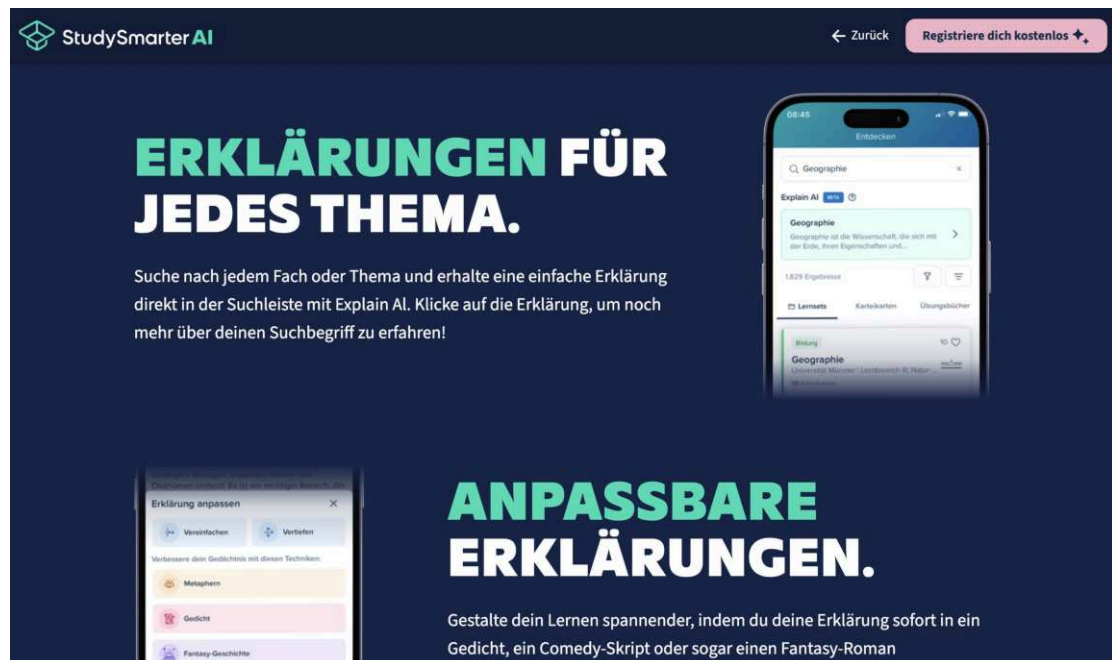 StudySmarter AI
← Zurück
Registriere dich kostenlos
ERKLÄRUNGEN FÜR
JEDES THEMA.
Suche nach jedem Fach oder Thema und erhalte eine einfache Erklärung
direkt in der Suchleiste mit Explain AI. Klicke auf die Erklärung, um noch
mehr über deinen Suchbegriff zu erfahren!
08:45
Entdecken
Geographie
Explain AI BETA
Geographie
Geographie ist die Wissenschaft, die sich mit
der Erde, ihren Eigenschaften und...
1.829 Ergebnisse
Lernsets Karteikarten Übungsbücher
Bildung
10
Geographie
Universität Münster
Erklärung anpassen
Vereinfachen Vertiefen
Verbessere dein Gedächtnis mit diesen Techniken:
Metaphern
Gedicht
Fantasy-Geschichte
ANPASSBARE
ERKLÄRUNGEN.
Gestalte dein Lernen spannender, indem du deine Erklärung sofort in ein
Gedicht, ein Comedy-Skript oder sogar einen Fantasy-Roman